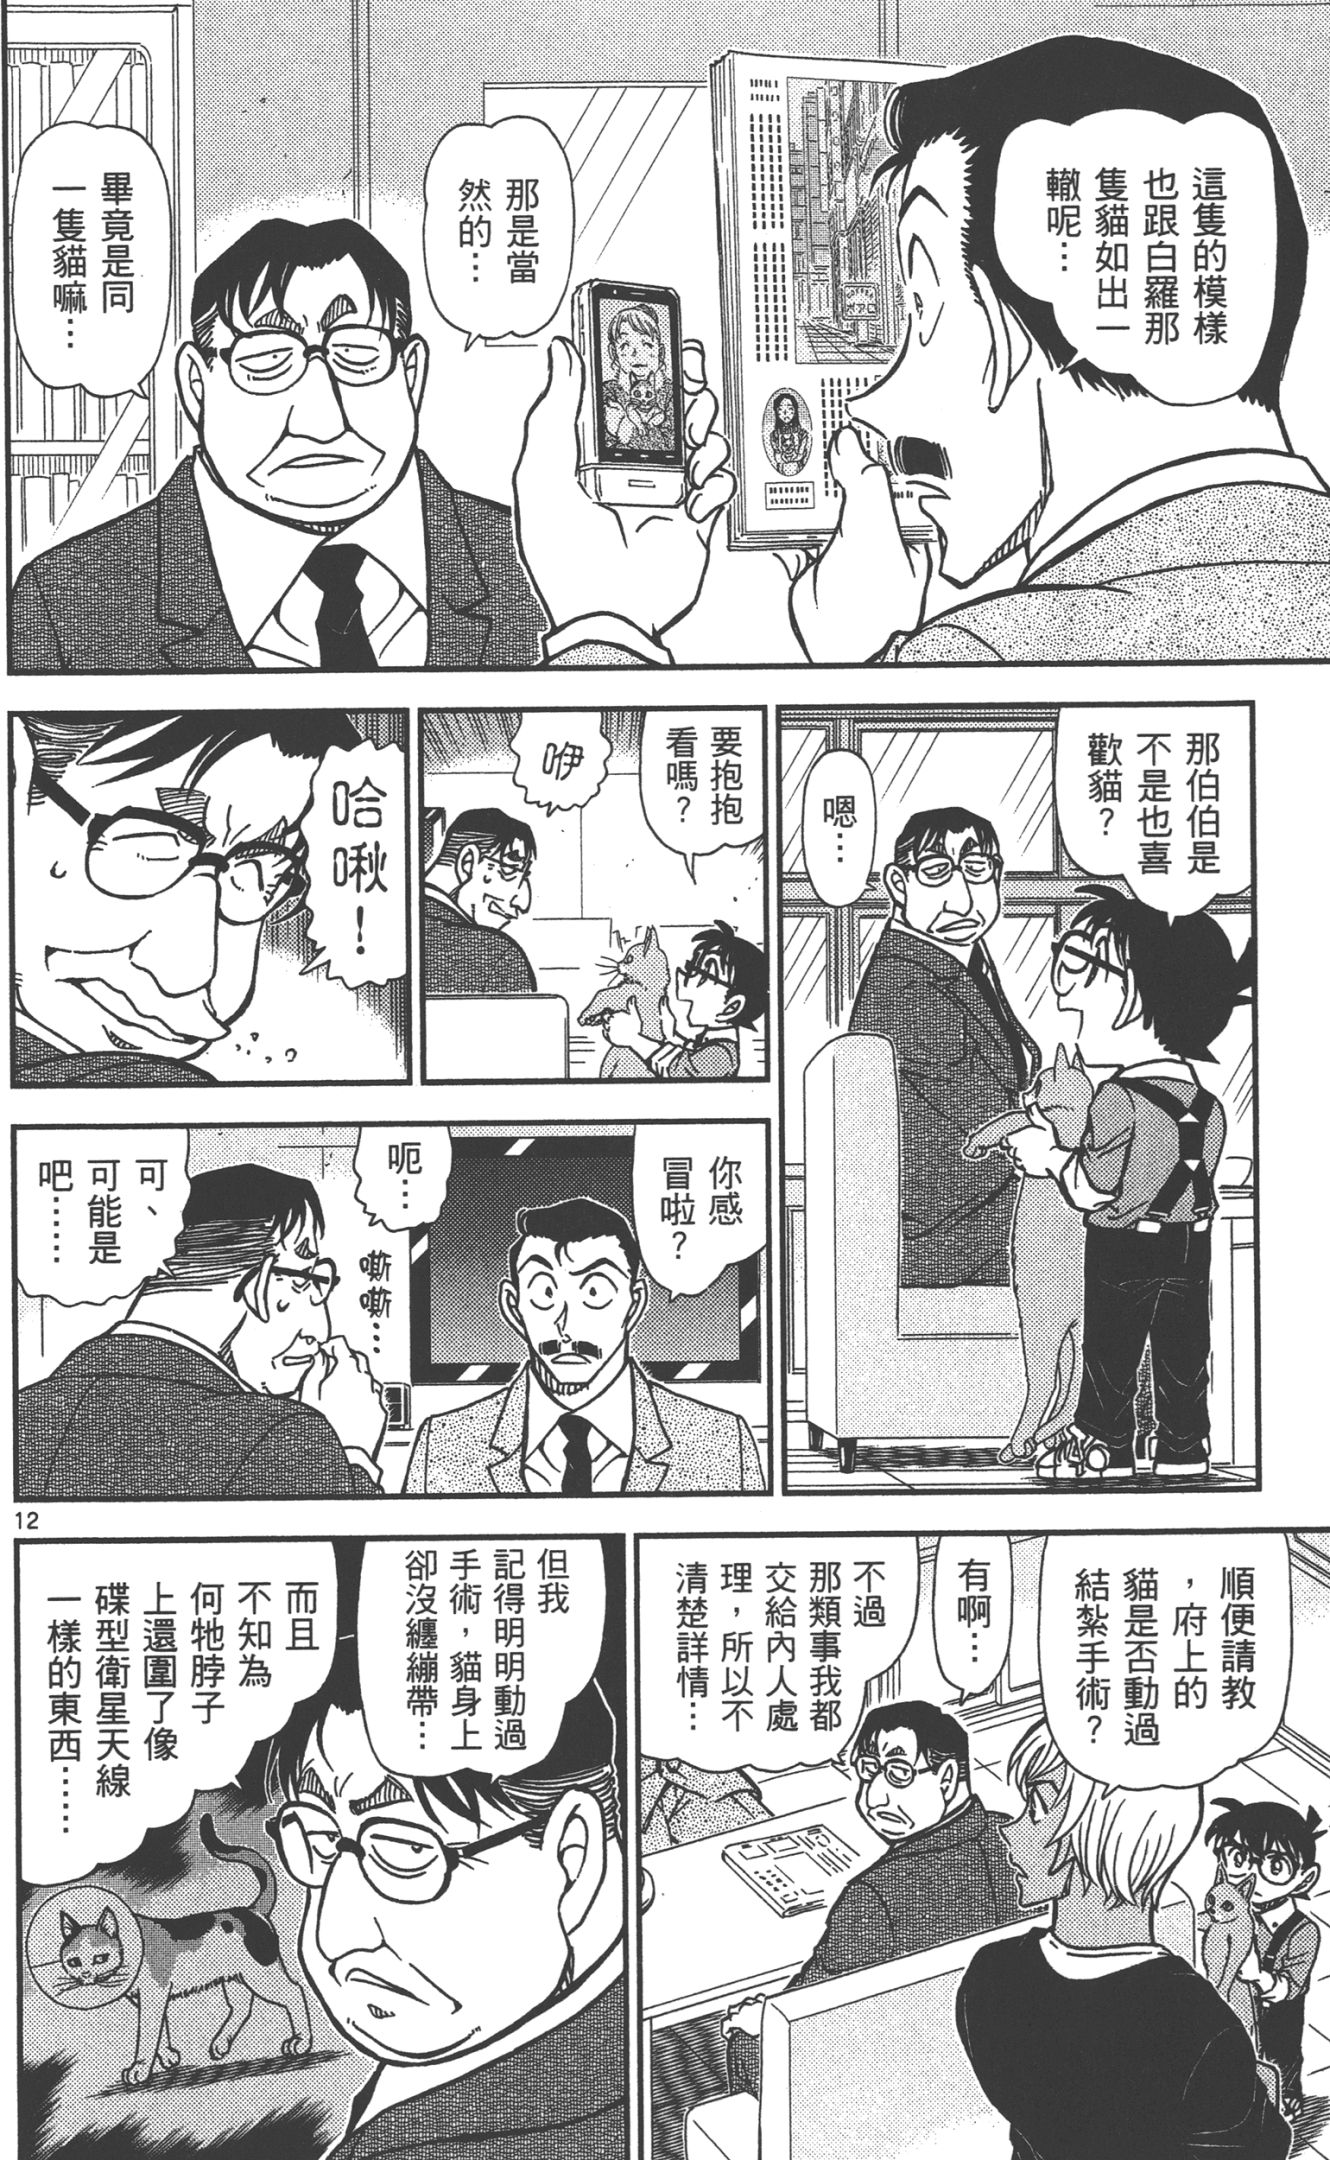 這隻的模樣
也跟白羅那
隻貓如出一
轍呢…
那是當
然的…
畢竟是同
一隻貓嘛…
ポアロ
那伯伯是
不是也喜
歡貓？
嗯…
要抱抱
看嗎？
咿
哈啾！
你感
冒啦？
呃…
嘶嘶…
可、
可能是
吧……
12
順便請教
，府上的
貓是否動過
結紮手術？
有啊…
不過
那類事我都
交給內人處
理，所以不
清楚詳情…
但我
記得明明動過
手術，貓身上
卻沒纏繃帶…
而且
不知為
何牠脖子
上還圍了像
碟型衛星天線
一樣的東西……